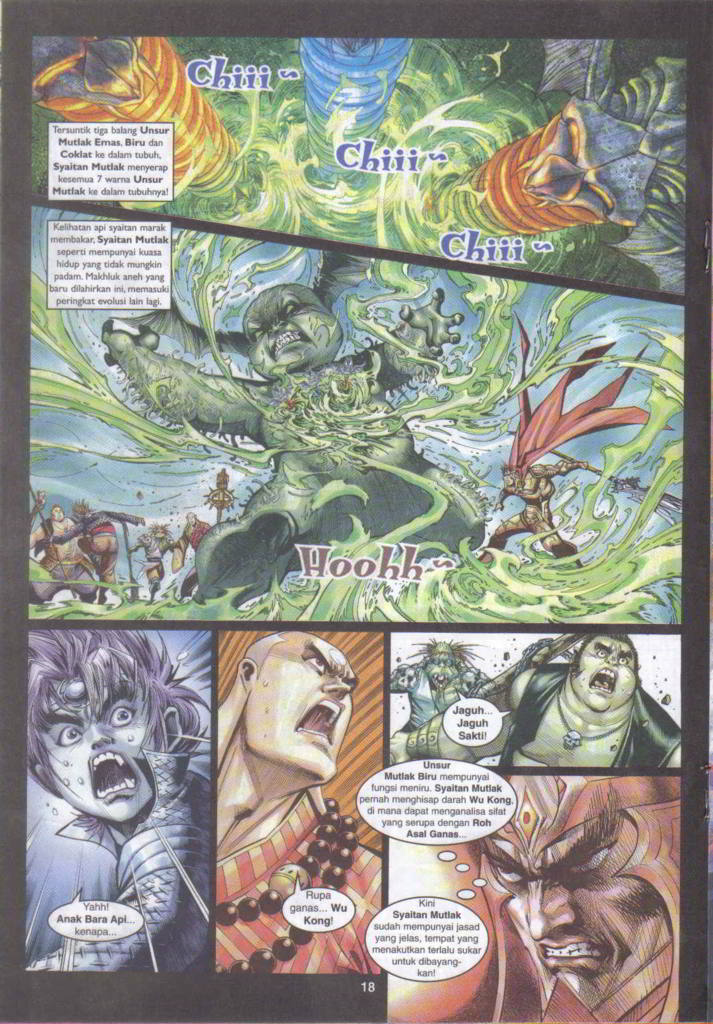 Chiii~
Chiii~
Chiii~
Tersuntik tiga balang Unsur
Mutlak Emas, Biru dan
Coklat ke dalam tubuh,
Syaitan Mutlak menyerap
kesemua 7 warna Unsur
Mutlak ke dalam tubuhnya!
Kelihatan api syaitan marak
membakar, Syaitan Mutlak
seperti mempunyai kuasa
hidup yang tidak mungkin
padam. Makhluk aneh yang
baru dilahirkan ini, memasuki
peringkat evolusi lain lagi.
Hoohh~
Yahh!
Anak Bara Api...
kenapa...
Rupa
ganas... Wu
Kong!
Jaguh...
Jaguh
Sakti!
Unsur
Mutlak Biru mempunyai
fungsi meniru. Syaitan Mutlak
pernah menghisap darah Wu Kong,
di mana dapat menganalisa sifat
yang serupa dengan Roh
Asal Ganas...
Kini
Syaitan Mutlak
sudah mempunyai jasad
yang jelas, tempat yang
menakutkan terlalu sukar
untuk dibayang-
kan!
18